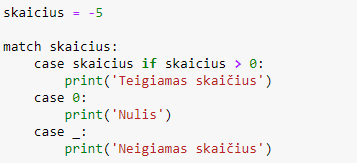 skaicius = -5
match skaicius:
    case skaicius if skaicius > 0:
        print('Teigiamas skaičius')
    case 0:
        print('Nulis')
    case _:
        print('Neigiamas skaičius')